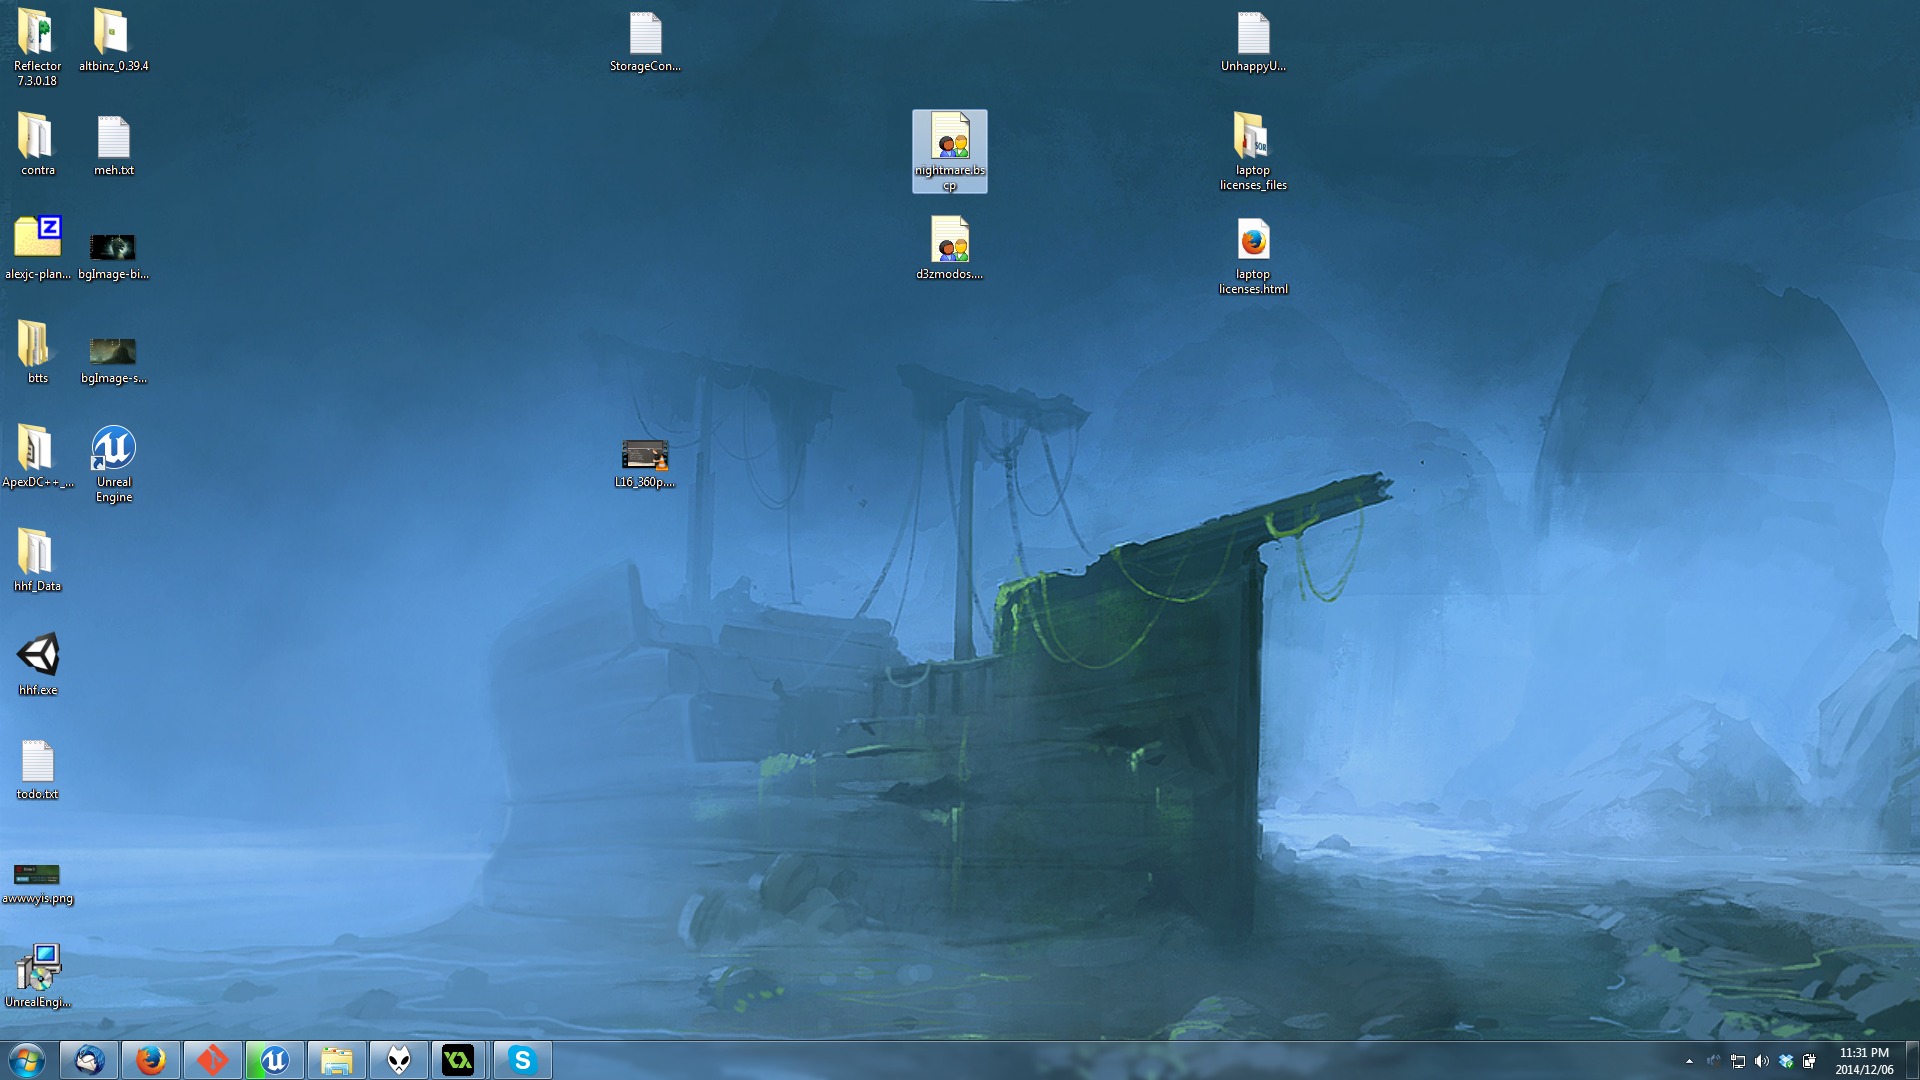 Reflector
7.3.0.18
altbinz_0.39.4
StorageCon...
UnhappyU...
contra
meh.txt
nightmare.bs
cp
laptop
licenses_files
alexjc-plan...
bgImage-bi...
d3zmodos....
laptop
licenses.html
btts
bgImage-s...
ApexDC++_...
Unreal
Engine
L16_360p....
hhf_Data
hhf.exe
todo.txt
awwwyis.png
UnrealEngi...
11:31 PM
2014/12/06